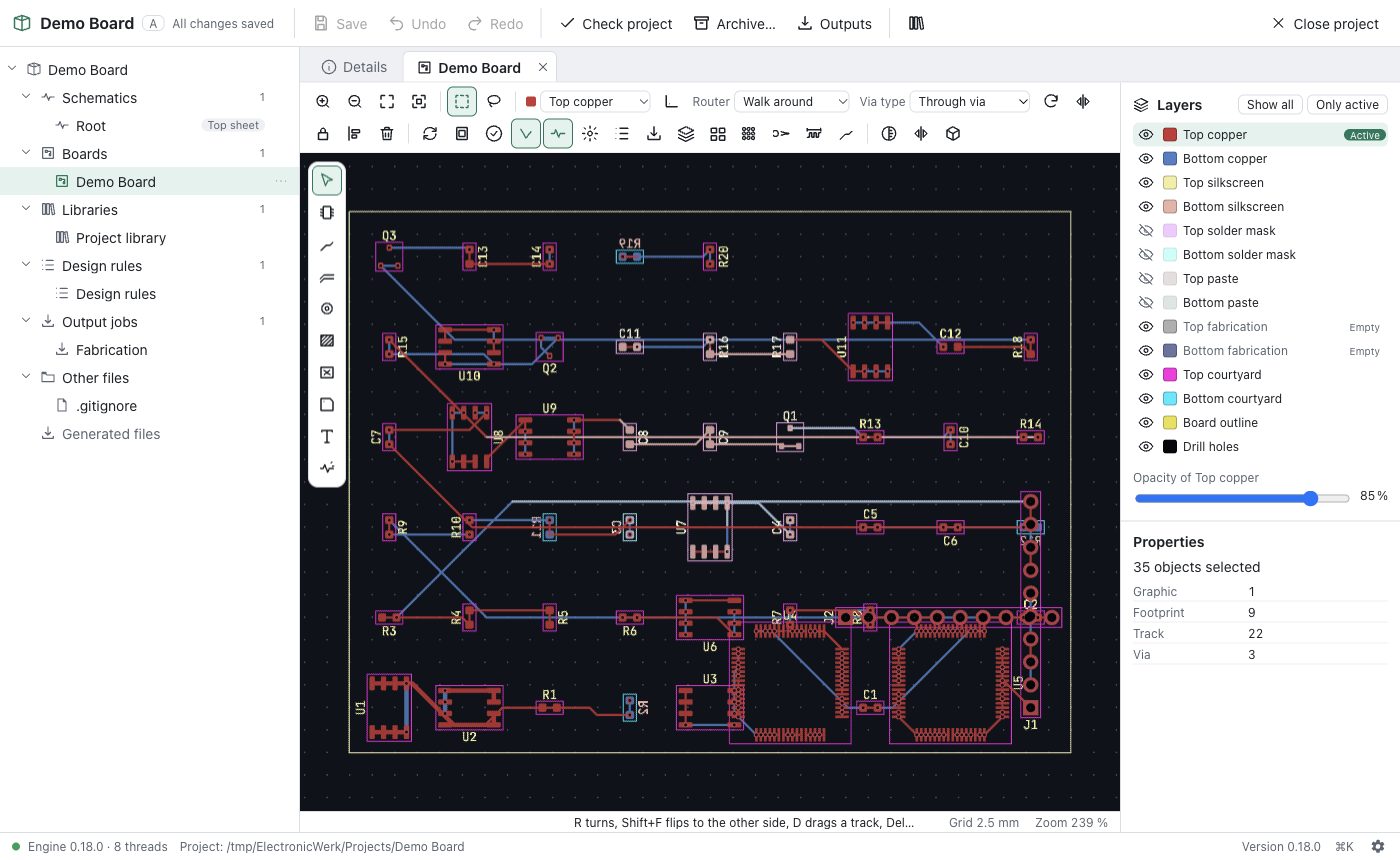 Demo Board A All changes saved Save Undo Redo Check project Archive... Outputs Close project
Demo Board
Schematics 1
Root Top sheet
Boards 1
Demo Board ...
Libraries 1
Project library
Design rules 1
Design rules
Output jobs 1
Fabrication
Other files
.gitignore
Generated files
Details Demo Board
Top copper Router Walk around Via type Through via
Q3 C13 C14 R19 R20
R15 U10 Q2 C11 R16 R17 U11 C12 R18
C7 U8 U9 C8 C9 Q1 R13 C10 R14
R9 R10 U7 C5 C6
R3 R4 R5 R6 U6 R7 J2 C2
U1 U2 R1 R2 U3 C1 U5 J1
R turns, Shift+F flips to the other side, D drags a track, Del... Grid 2.5 mm Zoom 239 %
Layers Show all Only active
Top copper Active
Bottom copper
Top silkscreen
Bottom silkscreen
Top solder mask
Bottom solder mask
Top paste
Bottom paste
Top fabrication Empty
Bottom fabrication Empty
Top courtyard
Bottom courtyard
Board outline
Drill holes
Opacity of Top copper
85 %
Properties
35 objects selected
Graphic 1
Footprint 9
Track 22
Via 3
Engine 0.18.0 · 8 threads Project: /tmp/ElectronicWerk/Projects/Demo Board Version 0.18.0 ⌘K